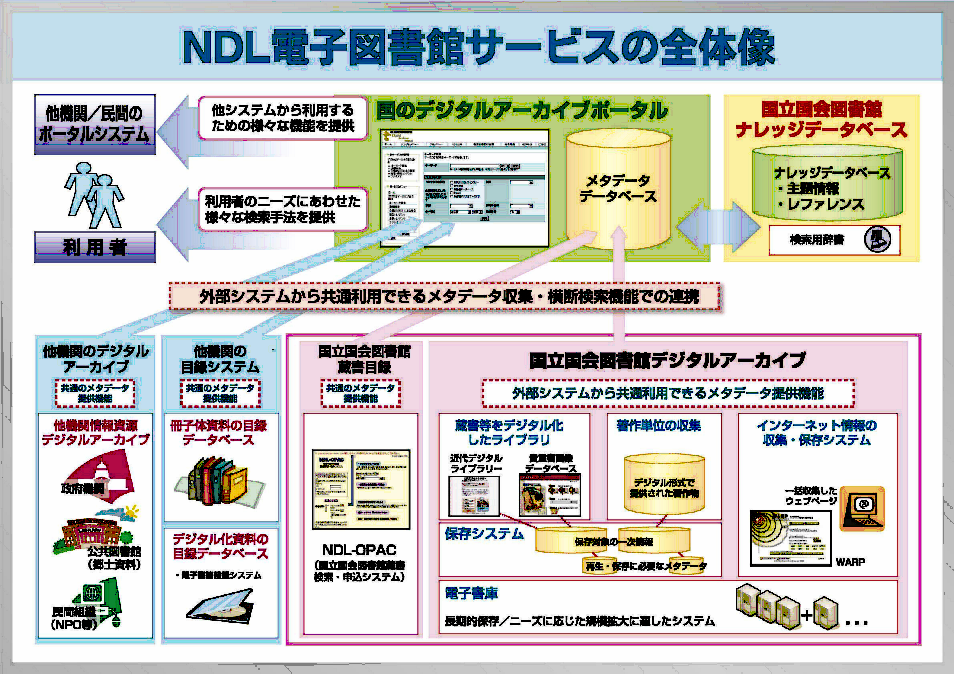 NDL電子図書館サービスの全体像
他機関／民間の
ポータルシステム
利用者
他システムから利用する
ための様々な機能を提供
利用者のニーズにあわせた
様々な検索手法を提供
国のデジタルアーカイブポータル
メタデータ
データベース
国立国会図書館
ナレッジデータベース
ナレッジデータベース
・主題情報
・レファレンス
検索用辞書
外部システムから共通利用できるメタデータ収集・横断検索機能での連携
他機関のデジタル
アーカイブ
共通のメタデータ
提供機能
他機関情報資源
デジタルアーカイブ
政府機関
公共図書館
（郷土資料）
民間組織
（NPO等）
他機関の
目録システム
共通のメタデータ
提供機能
冊子体資料の目録
データベース
デジタル化資料の
目録データベース
国立国会図書館
蔵書目録
共通のメタデータ
提供機能
NDL-OPAC
NDL-OPAC
（国立国会図書館蔵書
検索・申込システム）
国立国会図書館デジタルアーカイブ
外部システムから共通利用できるメタデータ提供機能
蔵書等をデジタル化
したライブラリ
近代デジタル
ライブラリー
貴重書画像
データベース
著作単位の収集
デジタル形式で
提供された著作物
インターネット情報の
収集・保存システム
一括収集した
ウェブページ
WARP
WARP
保存システム
保存対象の一次情報
再生・保存に必要なメタデータ
電子書庫
長期的保存／ニーズに応じた規模拡大に適したシステム
+ ...